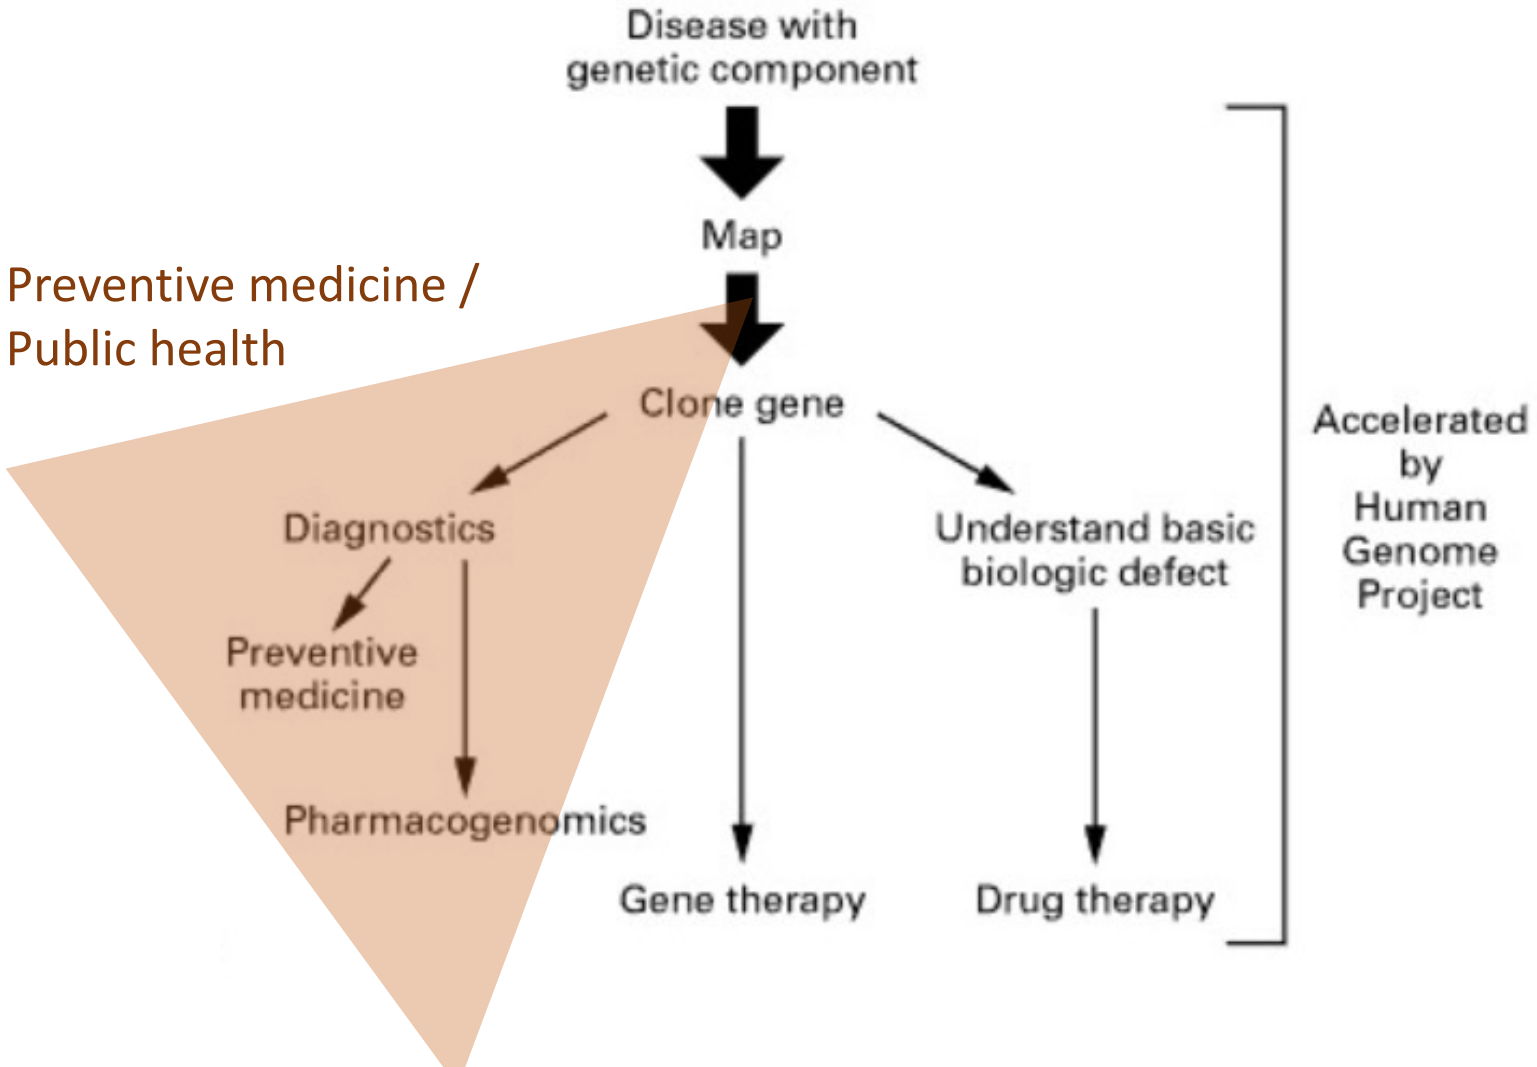 Disease with
genetic component
Map
Preventive medicine /
Public health
Clone gene
Diagnostics
Understand basic
biologic defect
Preventive
medicine
Pharmacogenomics
Gene therapy
Drug therapy
Accelerated
by
Human
Genome
Project